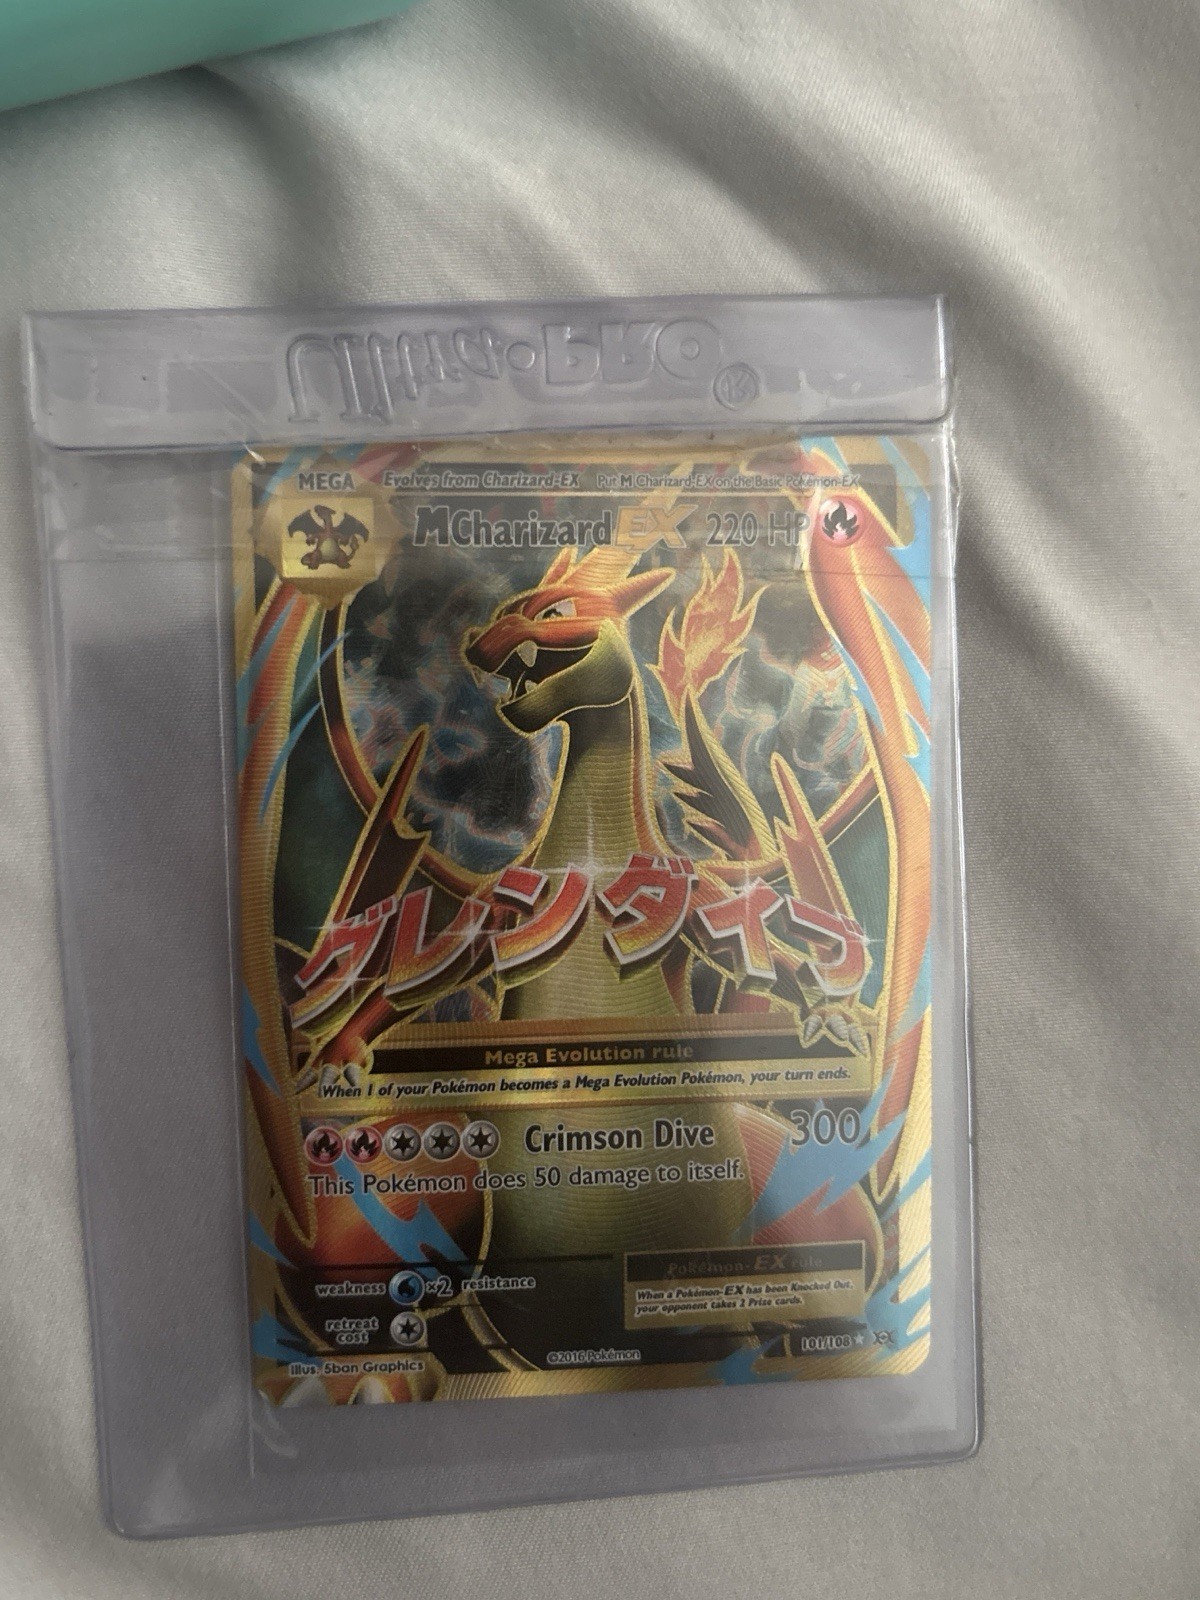 Ultra•PRO®
MEGA Evolves from Charizard-EX Put M Charizard-EX on the Basic Pokémon-EX
MCharizard EX 220 HP
グレンダイブ
Mega Evolution rule
When 1 of your Pokémon becomes a Mega Evolution Pokémon, your turn ends.
Crimson Dive 300
This Pokémon does 50 damage to itself.
Pokémon-EX rule
When a Pokémon-EX has been Knocked Out,
your opponent takes 2 Prize cards.
weakness ×2 resistance
retreat
cost
101/108
©2016 Pokémon
Illus. 5ban Graphics